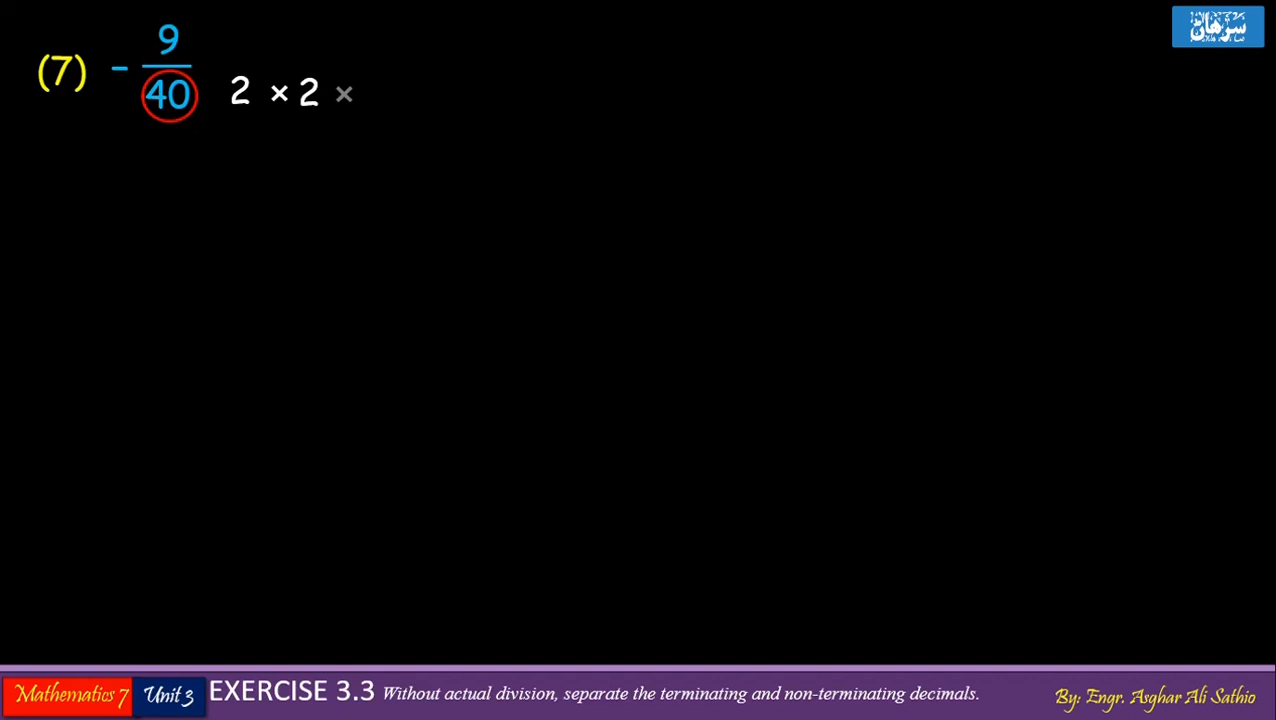 سرهاڻ
(7) - 9/40 2 × 2 ×
Mathematics 7 Unit 3 EXERCISE 3.3 Without actual division, separate the terminating and non-terminating decimals. By: Engr. Asghar Ali Sathio